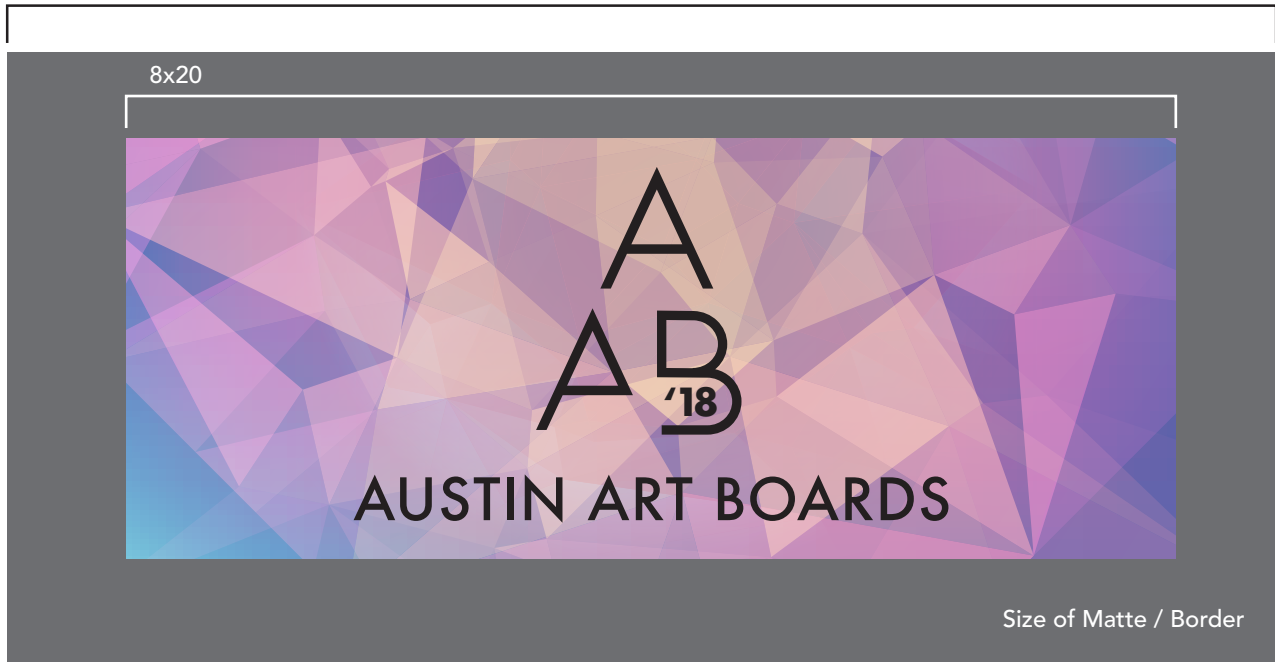 8x20
A
AB
‘18
AUSTIN ART BOARDS
Size of Matte / Border